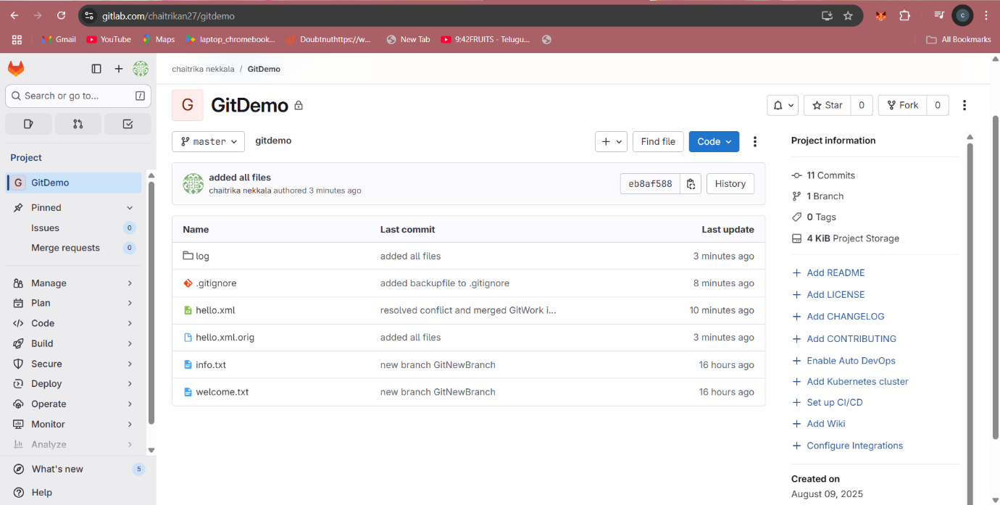 gitlab.com/chaitrikan27/gitdemo
C
Gmail YouTube Maps laptop_chromebook... Doubtnuthttps://w... New Tab 9:42FRUITS - Telugu... All Bookmarks
chaitrika nekkala / GitDemo
Search or go to... /
G GitDemo
Star 0 Fork 0
master gitdemo
+ Find file Code
Project
G GitDemo
Pinned
Issues 0
Merge requests 0
Manage
Plan
Code
Build
Secure
Deploy
Operate
Monitor
Analyze
What's new 5
Help
added all files
chaitrika nekkala authored 3 minutes ago
eb8af588 History
Name Last commit Last update
log added all files 3 minutes ago
.gitignore added backupfile to .gitignore 8 minutes ago
hello.xml resolved conflict and merged GitWork i... 10 minutes ago
hello.xml.orig added all files 3 minutes ago
info.txt new branch GitNewBranch 16 hours ago
welcome.txt new branch GitNewBranch 16 hours ago
Project information
11 Commits
1 Branch
0 Tags
4 KiB Project Storage
+ Add README
+ Add LICENSE
+ Add CHANGELOG
+ Add CONTRIBUTING
+ Enable Auto DevOps
+ Add Kubernetes cluster
+ Set up CI/CD
+ Add Wiki
+ Configure Integrations
Created on
August 09, 2025